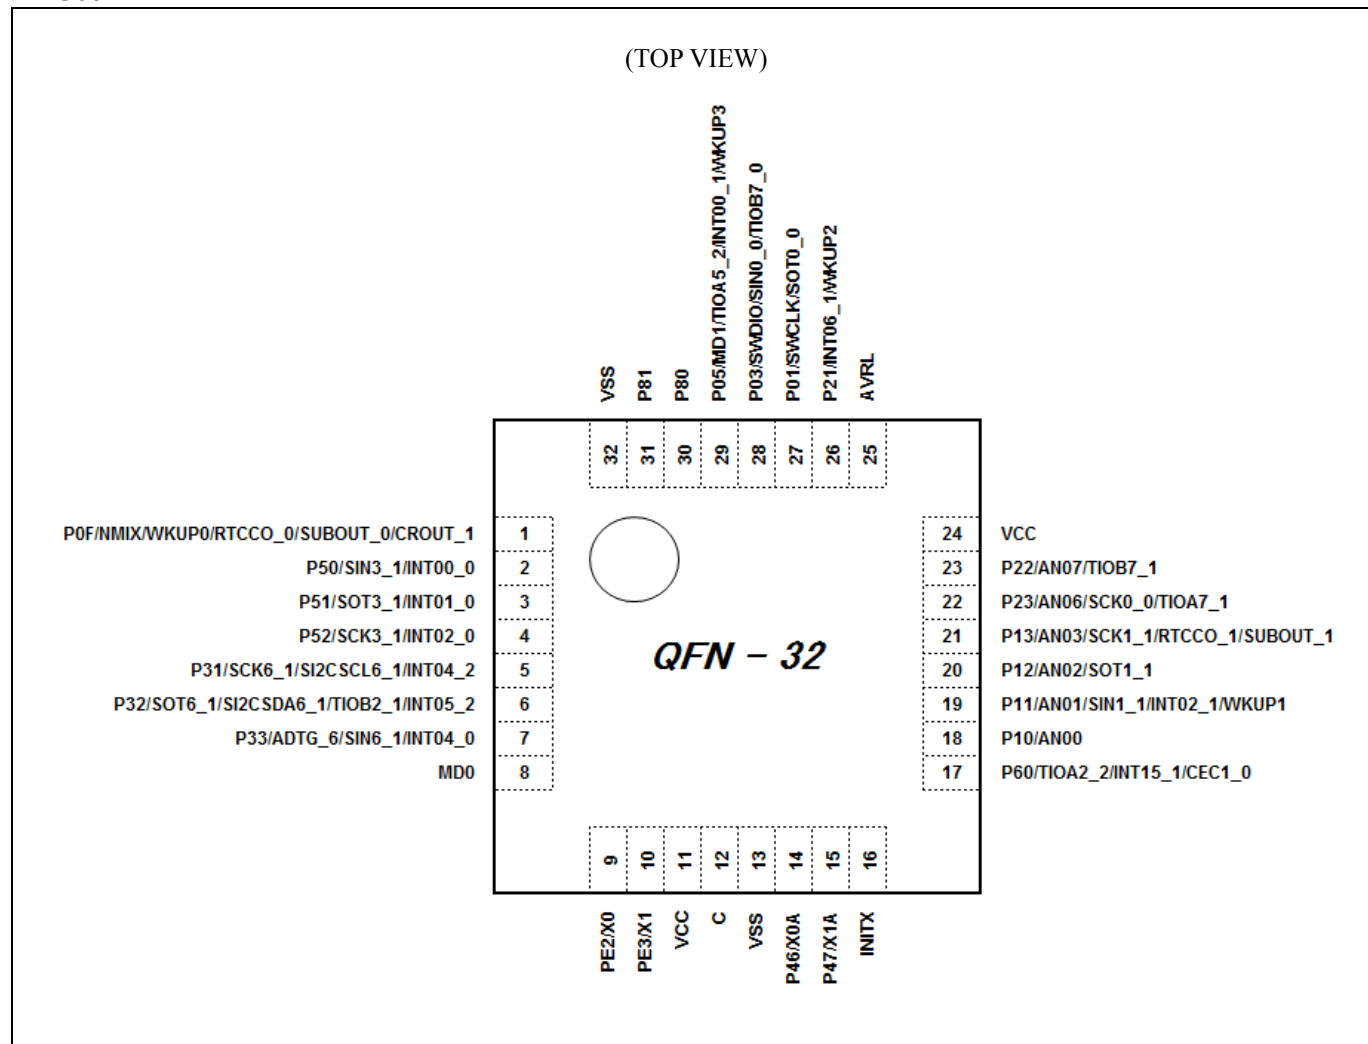 (TOP VIEW)
VSS
P81
P80
P05/MD1/TIOA5_2/INT00_1/WKUP3
P03/SWDIO/SIN0_0/TIOB7_0
P01/SWCLK/SOT0_0
P21/INT06_1/WKUP2
AVRL
32 31 30 29 28 27 26 25
P0F/NMIX/WKUP0/RTCCO_0/SUBOUT_0/CROUT_1 1
P50/SIN3_1/INT00_0 2
P51/SOT3_1/INT01_0 3
P52/SCK3_1/INT02_0 4
P31/SCK6_1/SI2CSCL6_1/INT04_2 5
P32/SOT6_1/SI2CSDA6_1/TIOB2_1/INT05_2 6
P33/ADTG_6/SIN6_1/INT04_0 7
MD0 8
QFN - 32
24 VCC
23 P22/AN07/TIOB7_1
22 P23/AN06/SCK0_0/TIOA7_1
21 P13/AN03/SCK1_1/RTCCO_1/SUBOUT_1
20 P12/AN02/SOT1_1
19 P11/AN01/SIN1_1/INT02_1/WKUP1
18 P10/AN00
17 P60/TIOA2_2/INT15_1/CEC1_0
9 10 11 12 13 14 15 16
PE2/X0
PE3/X1
VCC
C
VSS
P46/X0A
P47/X1A
INITX